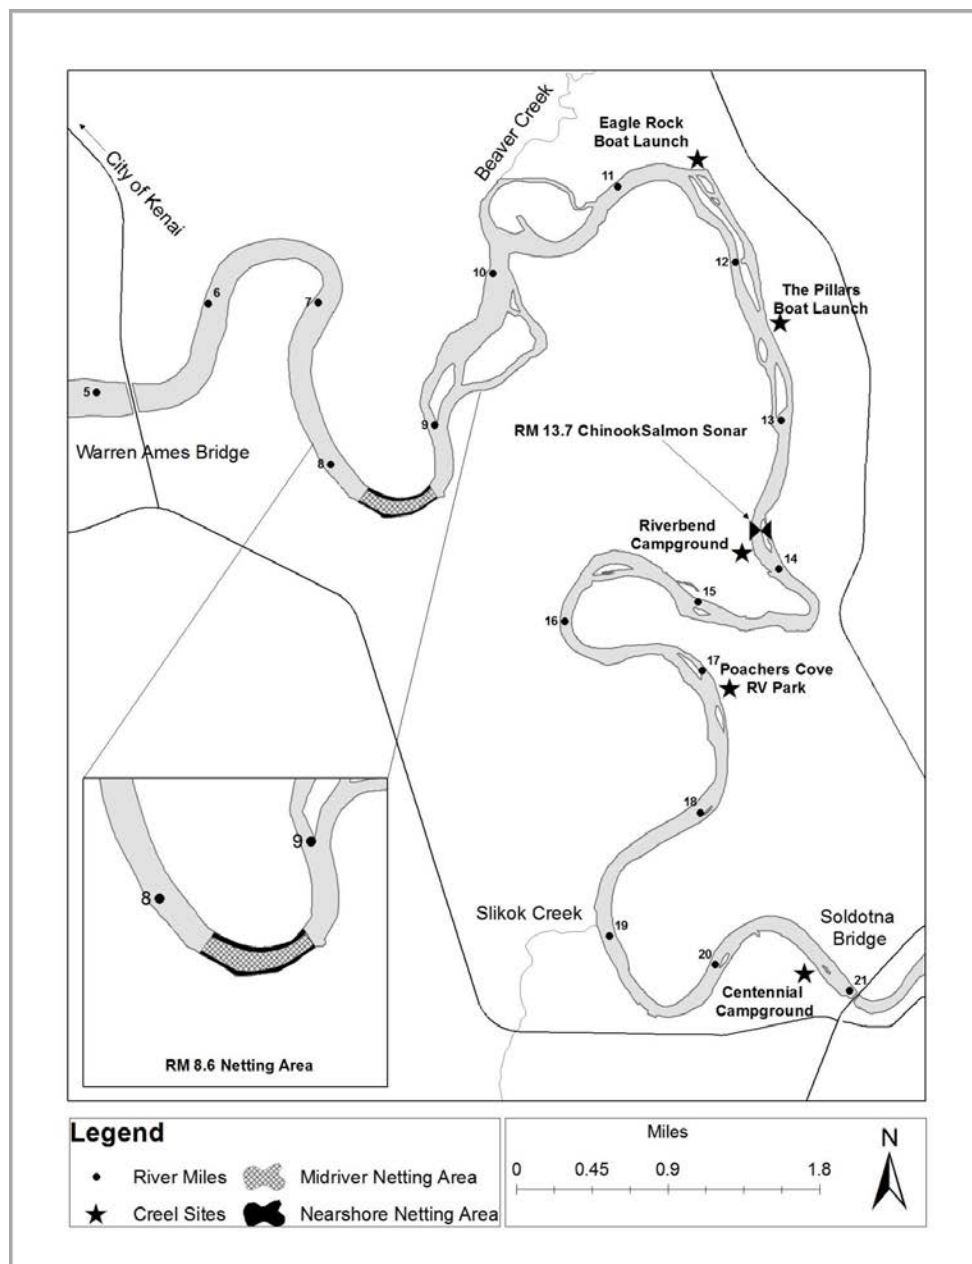 Beaver Creek
Eagle Rock
Boat Launch
City of Kenai
11
12
10
6
7
The Pillars
Boat Launch
5
9
13
RM 13.7 ChinookSalmon Sonar
Warren Ames Bridge
8
Riverbend
Campground
14
15
16
17
Poachers Cove
RV Park
18
9
8
Slikok Creek
19
Soldotna
Bridge
20
21
Centennial
Campground
RM 8.6 Netting Area
Legend
River Miles
Midriver Netting Area
Creel Sites
Nearshore Netting Area
Miles
0 0.45 0.9 1.8
N